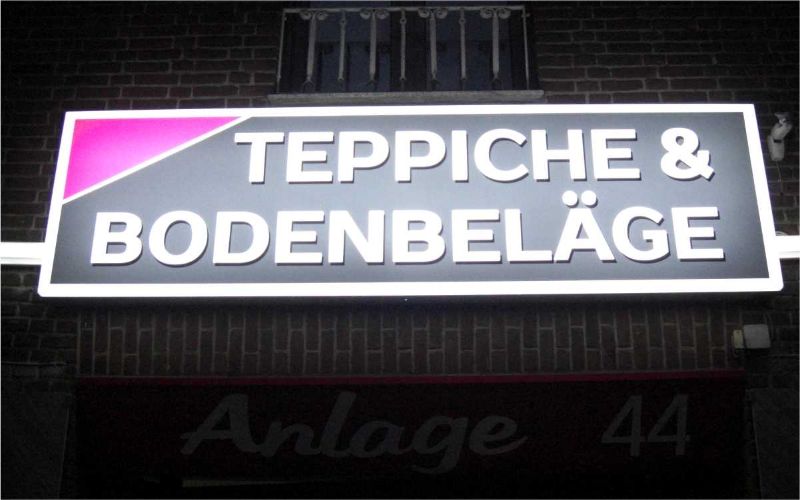 TEPPICHE &
BODENBELÄGE
Anlage 44